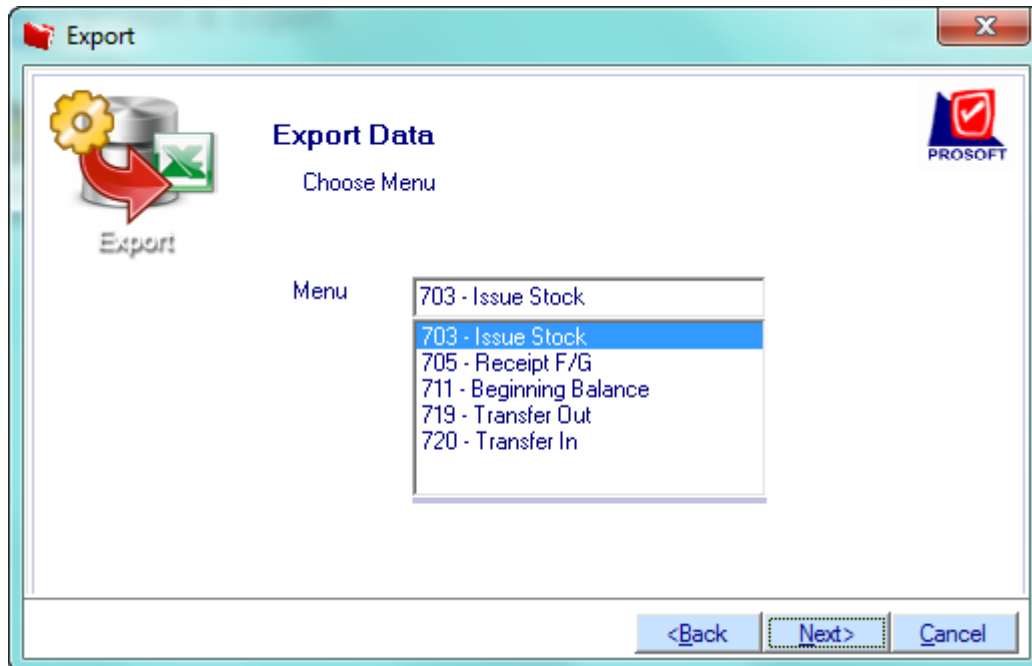 Export
Export Data
Choose Menu
PROSOFT
Export
Menu
703 - Issue Stock
703 - Issue Stock
705 - Receipt F/G
711 - Beginning Balance
719 - Transfer Out
720 - Transfer In
<Back
Next>
Cancel